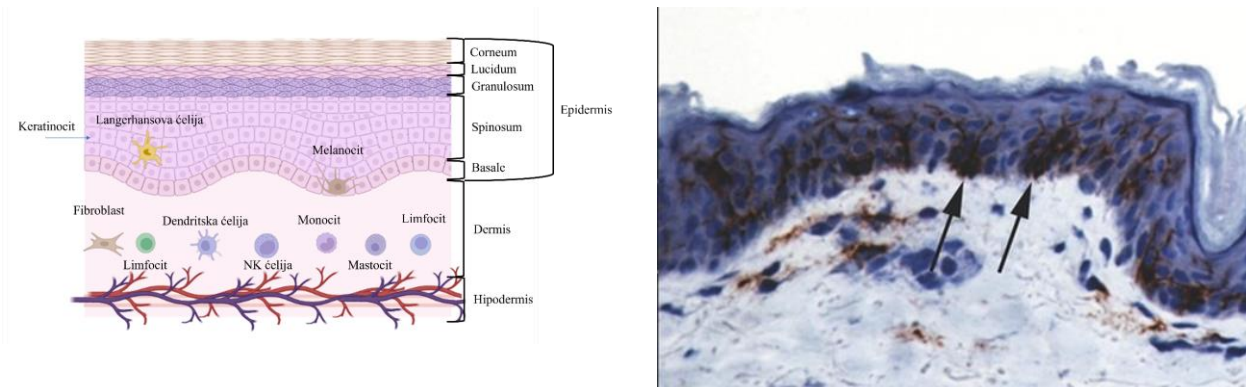 Corneum
Lucidum
Granulosum
Epidermis
Spinosum
Keratinocit
Langerhansova ćelija
Melanocit
Basale
Fibroblast
Dendritska ćelija
Monocit
Limfocit
Dermis
Limfocit
NK ćelija
Mastocit
Hipodermis